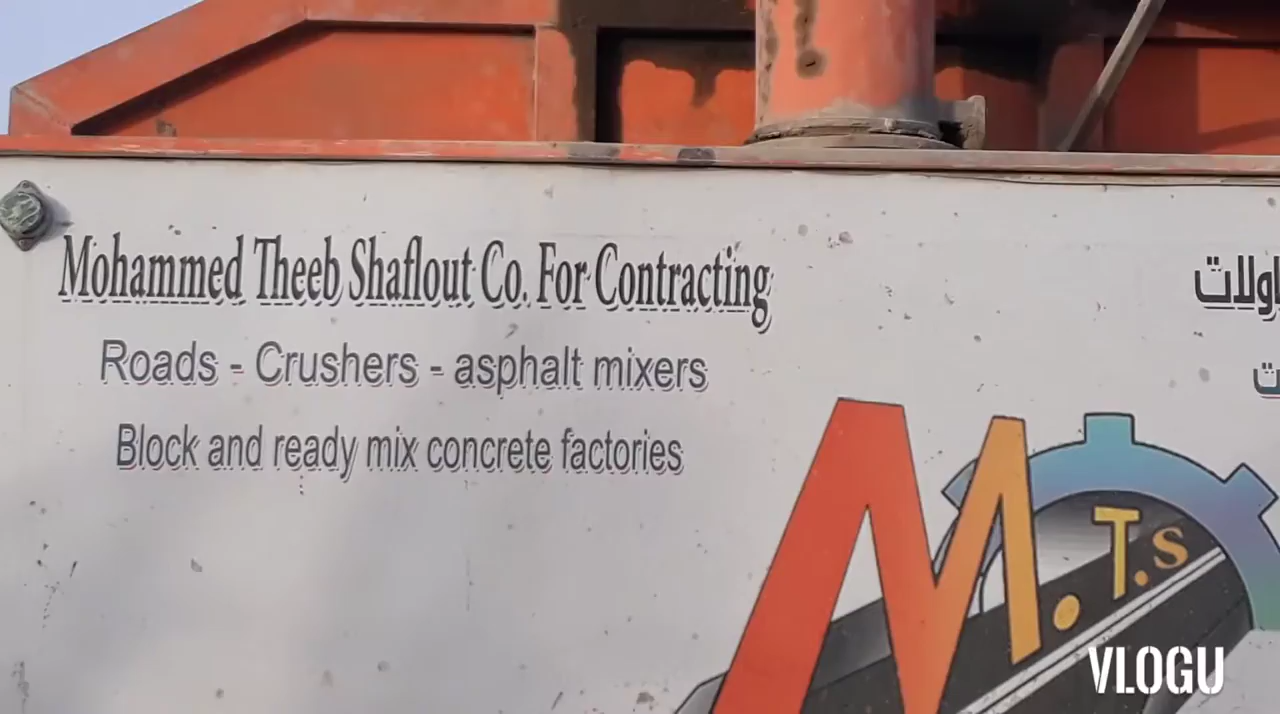 Mohammed Theeb Shaflout Co. For Contracting
Roads - Crushers - asphalt mixers
Block and ready mix concrete factories
M.T.S
VLOGU